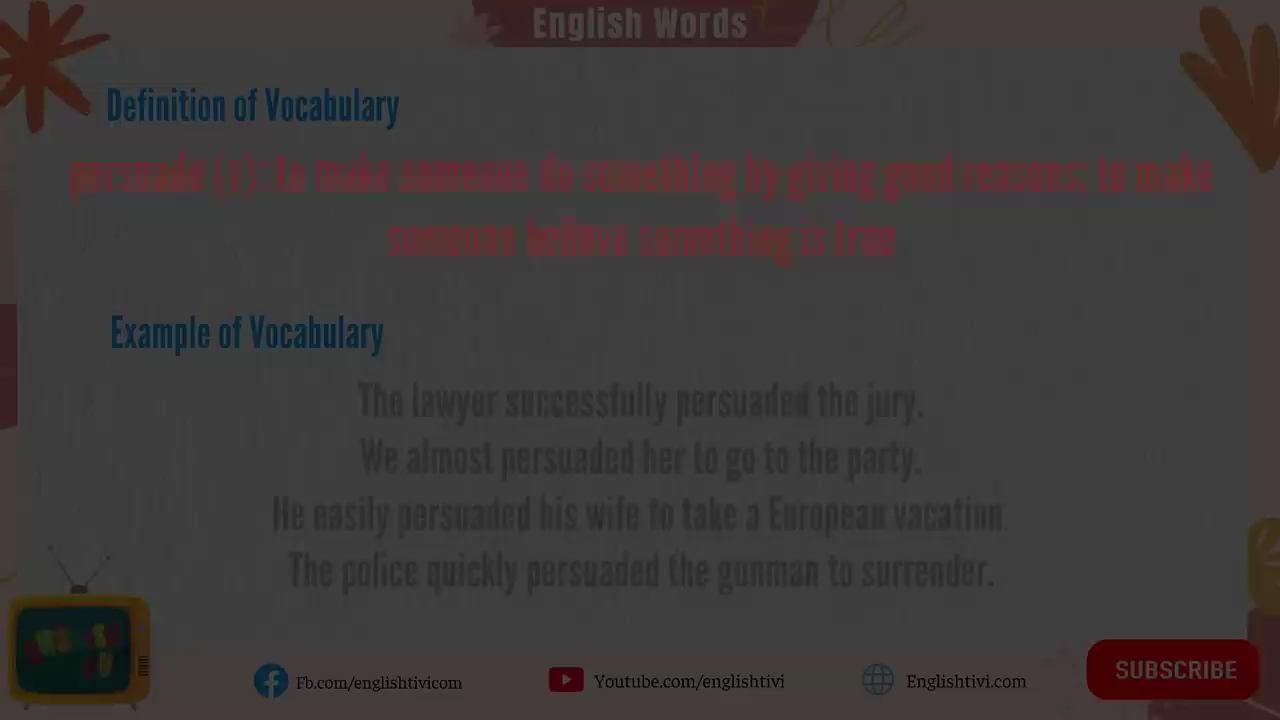 English Words
Definition of Vocabulary
persuade (v): to make someone do something by giving good reasons; to make
someone believe something is true
Example of Vocabulary
The lawyer successfully persuaded the jury.
We almost persuaded her to go to the party.
He easily persuaded his wife to take a European vacation.
The police quickly persuaded the gunman to surrender.
Fb.com/englishtivicom
Youtube.com/englishtivi
Englishtivi.com
SUBSCRIBE